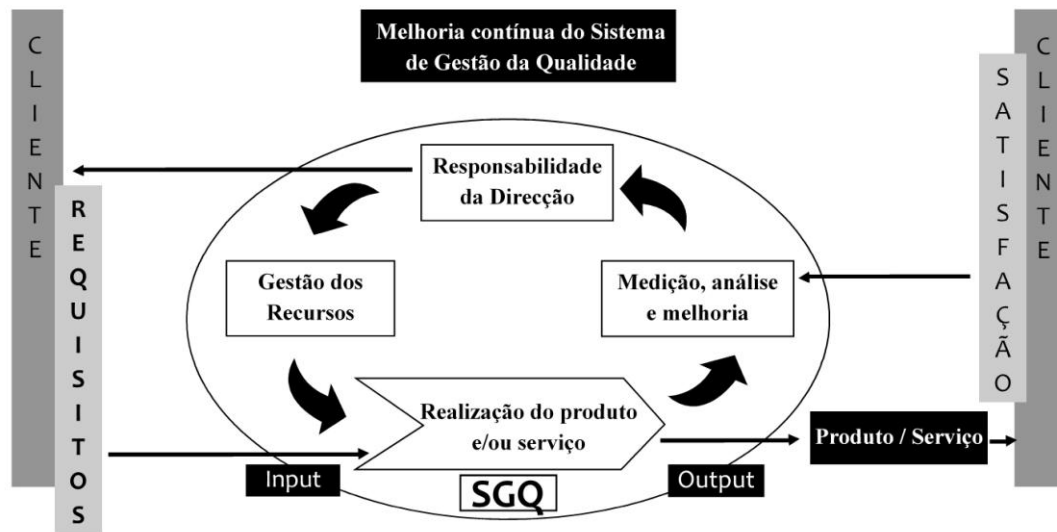 Melhoria contínua do Sistema
de Gestão da Qualidade
CLIENTE
REQUISITOS
Responsabilidade
da Direcção
Gestão dos
Recursos
Medição, análise
e melhoria
Realização do produto
e/ou serviço
Input
SGQ
Output
Produto / Serviço
SATISFAÇÃO
CLIENTE